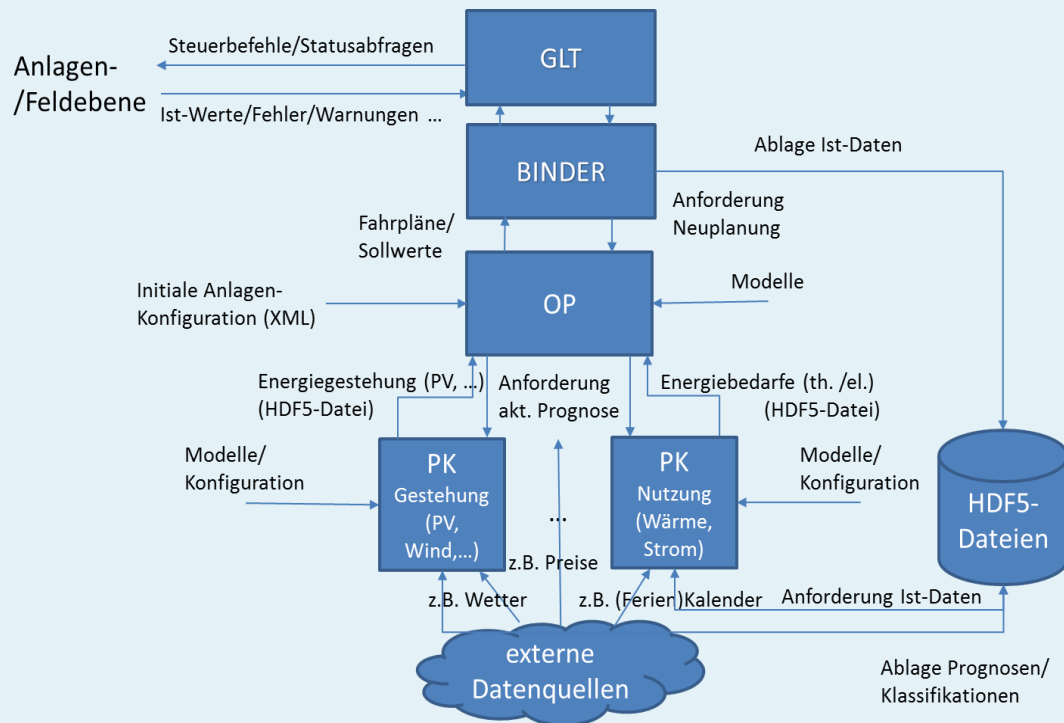 Steuerbefehle/Statusabfragen
GLT
Anlagen-
/Feldebene
Ist-Werte/Fehler/Warnungen ...
Ablage Ist-Daten
BINDER
Anforderung
Neuplanung
Fahrpläne/
Sollwerte
Modelle
Initiale Anlagen-
Konfiguration (XML)
OP
Energiegestehung (PV, ...)
(HDF5-Datei)
Anforderung
akt. Prognose
Energiebedarfe (th. /el.)
(HDF5-Datei)
Modelle/
Konfiguration
PK
Gestehung
(PV,
Wind,...)
...
PK
Nutzung
(Wärme,
Strom)
Modelle/
Konfiguration
HDF5-
Dateien
z.B. Preise
z.B. Wetter
z.B. (Ferien)Kalender
Anforderung Ist-Daten
externe
Datenquellen
Ablage Prognosen/
Klassifikationen